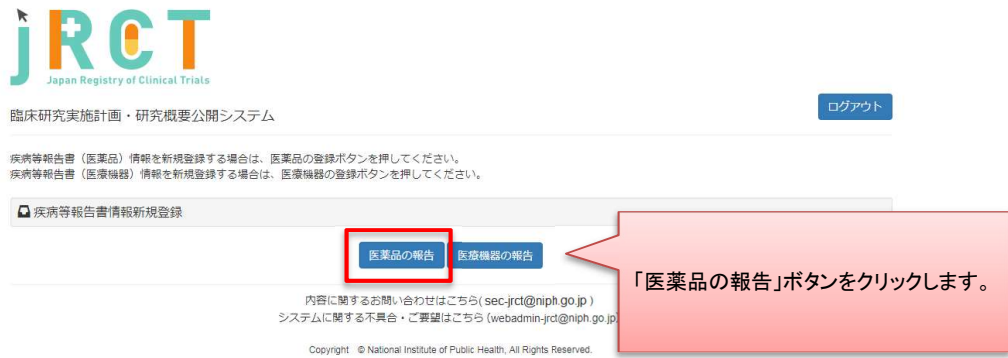 jRCT
Japan Registry of Clinical Trials
臨床研究実施計画・研究概要公開システム
ログアウト
疾病等報告書（医薬品）情報を新規登録する場合は、医薬品の登録ボタンを押してください。
疾病等報告書（医療機器）情報を新規登録する場合は、医療機器の登録ボタンを押してください。
疾病等報告書情報新規登録
医薬品の報告 医療機器の報告
「医薬品の報告」ボタンをクリックします。
内容に関するお問い合わせはこちら( sec-jrct@niph.go.jp )
システムに関する不具合・ご要望はこちら (webadmin-jrct@niph.go.jp)
Copyright © National Institute of Public Health, All Rights Reserved.